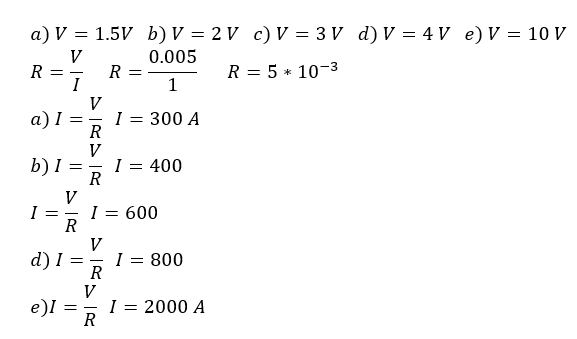 a) V = 1.5V b) V = 2 V c) V = 3 V d) V = 4 V e) V = 10 V
R = V/I R = 0.005/1 R = 5 * 10⁻³
a) I = V/R I = 300 A
b) I = V/R I = 400
I = V/R I = 600
d) I = V/R I = 800
e)I = V/R I = 2000 A